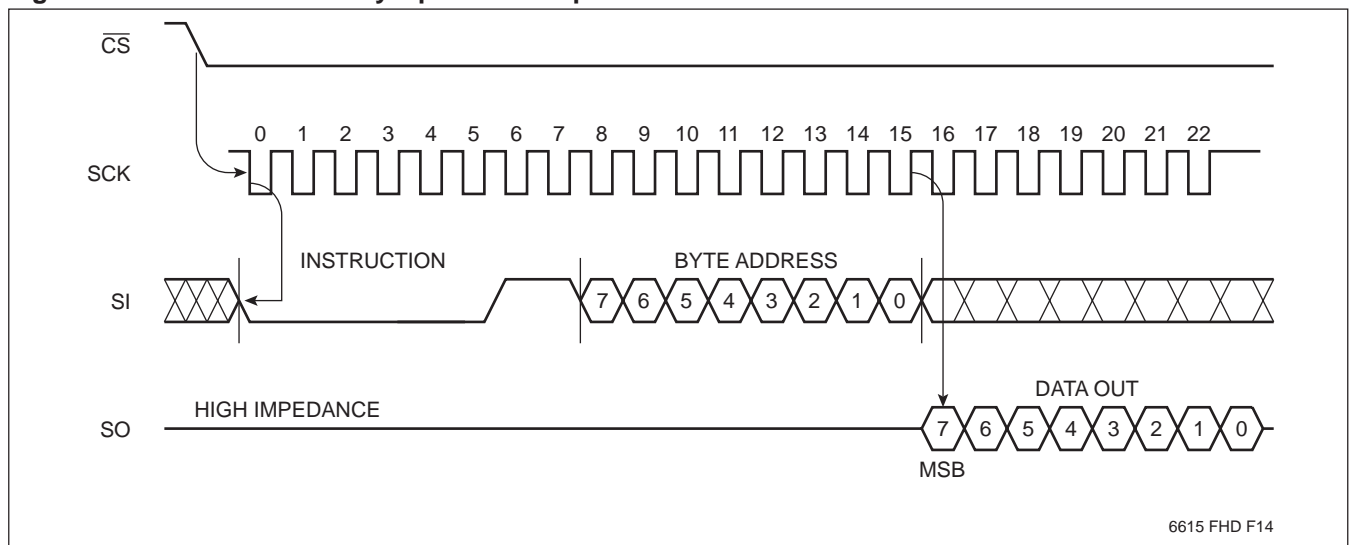 CS
0 1 2 3 4 5 6 7 8 9 10 11 12 13 14 15 16 17 18 19 20 21 22
SCK
INSTRUCTION BYTE ADDRESS
SI 7 6 5 4 3 2 1 0
DATA OUT
HIGH IMPEDANCE
SO 7 6 5 4 3 2 1 0
MSB
6615 FHD F14